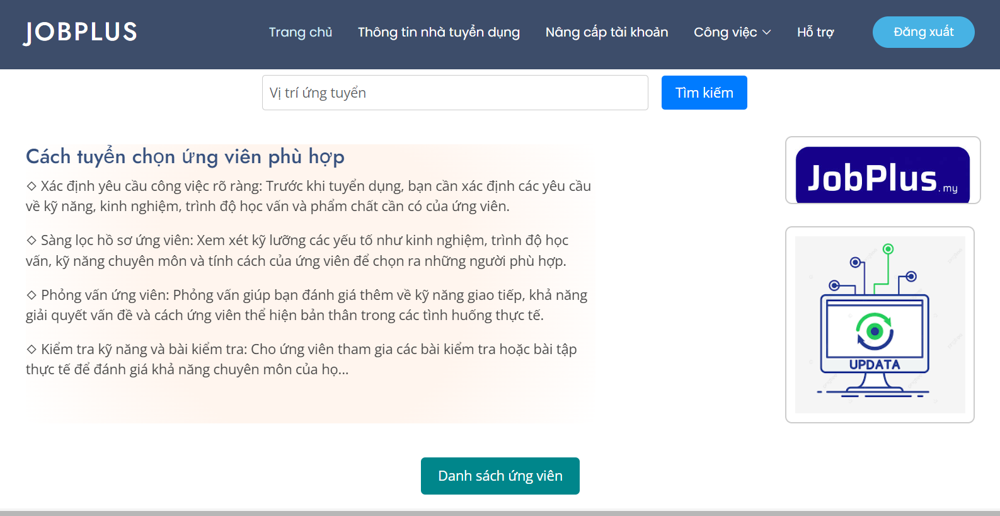 JOBPLUS
Trang chủ
Thông tin nhà tuyển dụng
Nâng cấp tài khoản
Công việc
Hỗ trợ
Đăng xuất
Vị trí ứng tuyển
Tìm kiếm
Cách tuyển chọn ứng viên phù hợp
◇ Xác định yêu cầu công việc rõ ràng: Trước khi tuyển dụng, bạn cần xác định các yêu cầu
về kỹ năng, kinh nghiệm, trình độ học vấn và phẩm chất cần có của ứng viên.
◇ Sàng lọc hồ sơ ứng viên: Xem xét kỹ lưỡng các yếu tố như kinh nghiệm, trình độ học
vấn, kỹ năng chuyên môn và tính cách của ứng viên để chọn ra những người phù hợp.
◇ Phỏng vấn ứng viên: Phỏng vấn giúp bạn đánh giá thêm về kỹ năng giao tiếp, khả năng
giải quyết vấn đề và cách ứng viên thể hiện bản thân trong các tình huống thực tế.
◇ Kiểm tra kỹ năng và bài kiểm tra: Cho ứng viên tham gia các bài kiểm tra hoặc bài tập
thực tế để đánh giá khả năng chuyên môn của họ...
JobPlus.my
UPDATA
Danh sách ứng viên